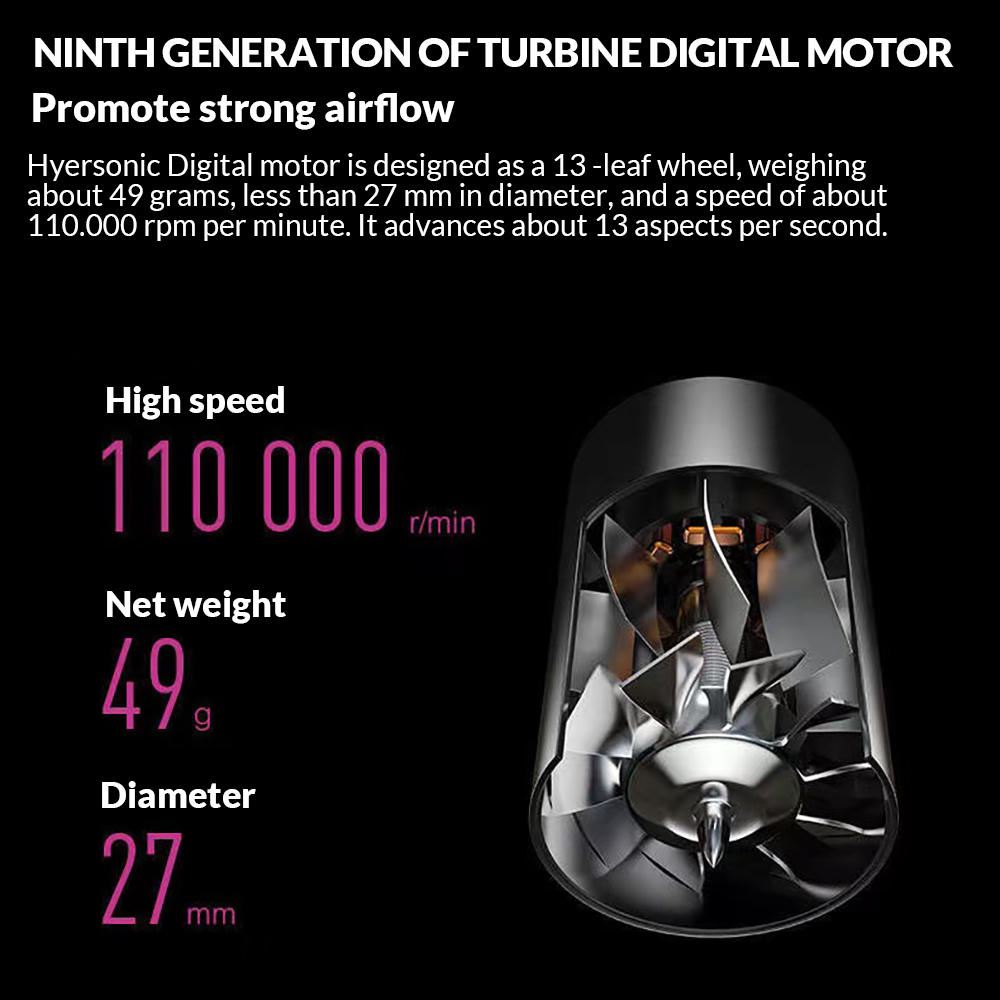 NINTH GENERATION OF TURBINE DIGITAL MOTOR
Promote strong airflow
Hyersonic Digital motor is designed as a 13 -leaf wheel, weighing
about 49 grams, less than 27 mm in diameter, and a speed of about
110.000 rpm per minute. It advances about 13 aspects per second.
High speed
110 000 r/min
Net weight
49 g
Diameter
27 mm